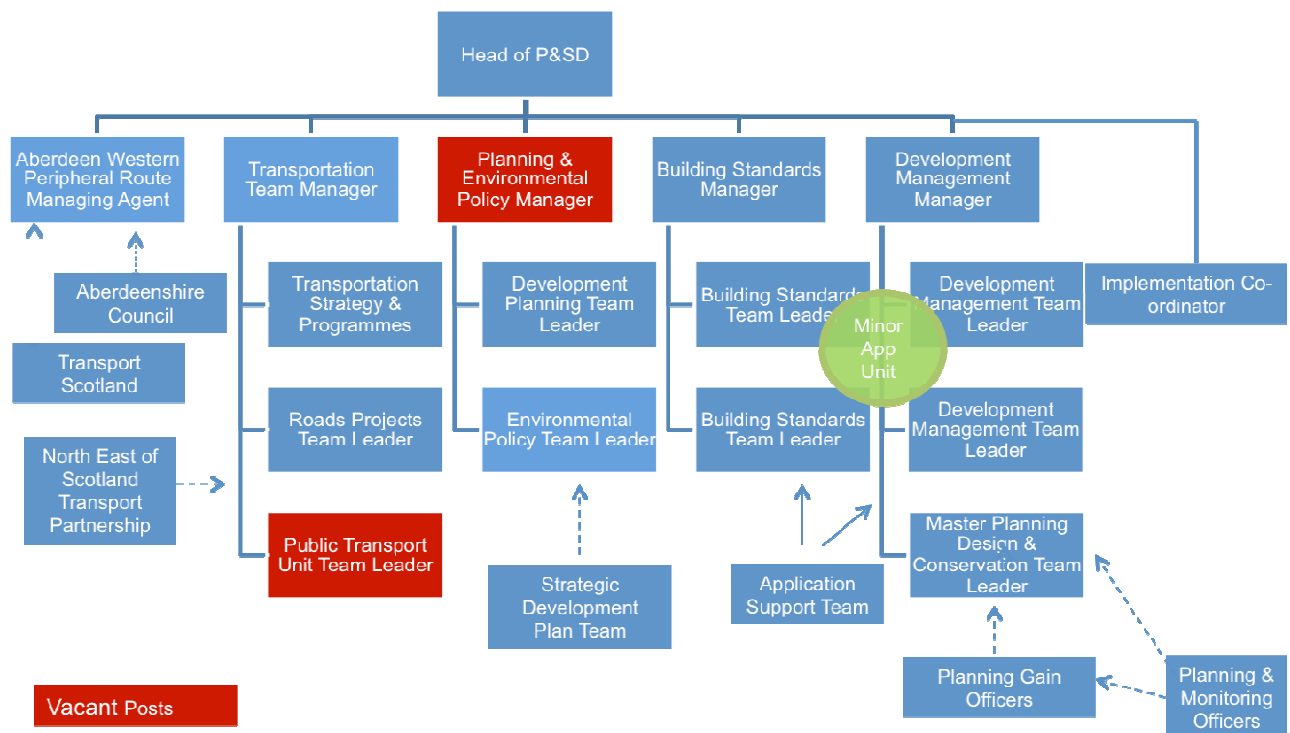 Head of P&SD
Aberdeen Western
Peripheral Route
Managing Agent
Transportation
Team Manager
Planning &
Environmental
Policy Manager
Building Standards
Manager
Development
Management
Manager
Aberdeenshire
Council
Transportation
Strategy &
Programmes
Development
Planning Team
Leader
Building Standards
Team Leader
Development
Management Team
Leader
Implementation Co-
ordinator
Minor
App
Unit
Transport
Scotland
Roads Projects
Team Leader
Environmental
Policy Team Leader
Building Standards
Team Leader
Development
Management Team
Leader
North East of
Scotland
Transport
Partnership
Public Transport
Unit Team Leader
Master Planning
Design &
Conservation Team
Leader
Strategic
Development
Plan Team
Application
Support Team
Planning Gain
Officers
Planning &
Monitoring
Officers
Vacant Posts